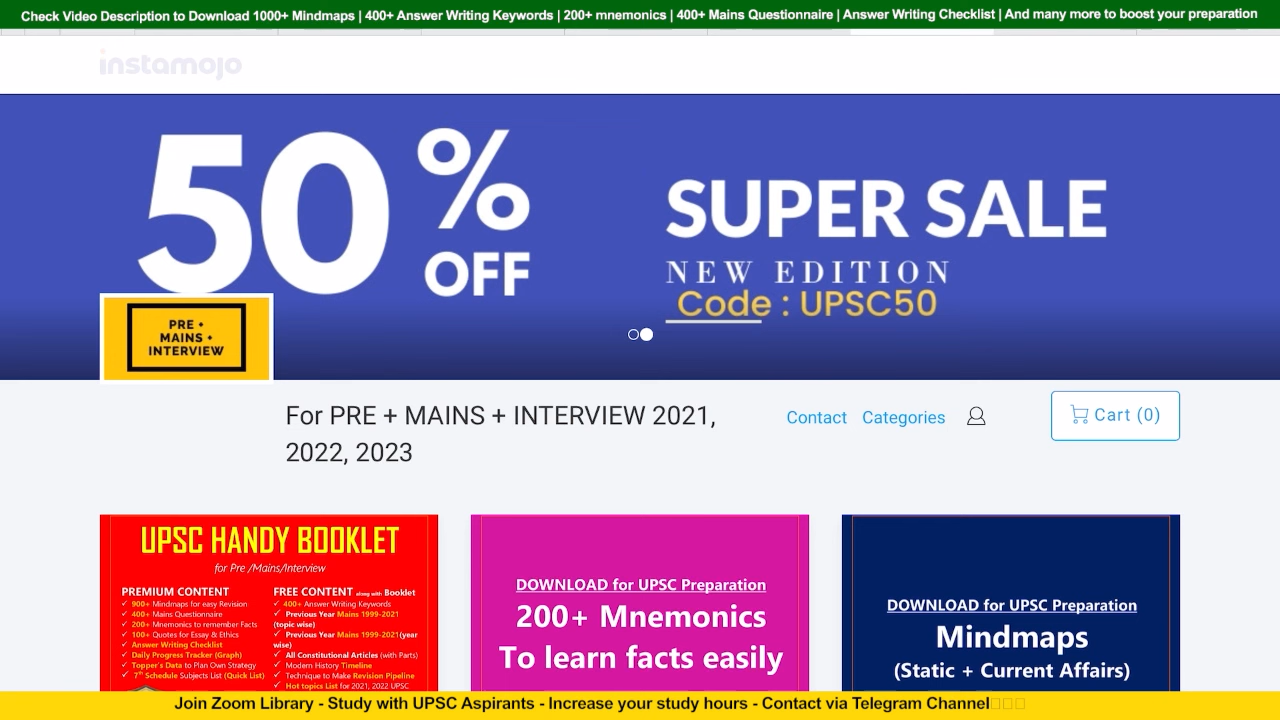 Check Video Description to Download 1000+ Mindmaps | 400+ Answer Writing Keywords | 200+ mnemonics | 400+ Mains Questionnaire | Answer Writing Checklist | And many more to boost your preparation
instamojo
50% OFF
SUPER SALE
NEW EDITION
Code : UPSC50
PRE +
MAINS +
INTERVIEW
For PRE + MAINS + INTERVIEW 2021,
2022, 2023
Contact Categories Cart (0)
UPSC HANDY BOOKLET
for Pre /Mains/Interview
PREMIUM CONTENT
✓ 900+ Mindmaps for easy Revision
✓ 400+ Mains Questionnaire
✓ 200+ Mnemonics to remember Facts
✓ 100+ Quotes for Essay & Ethics
✓ Answer Writing Checklist
✓ Daily Progress Tracker (Graph)
✓ Topper's Data to Plan Own Strategy
✓ 7th Schedule Subjects List (Quick List)
FREE CONTENT along with Booklet
✓ 400+ Answer Writing Keywords
✓ Previous Year Mains 1999-2021
(topic wise)
✓ Previous Year Mains 1999-2021(year
wise)
✓ All Constitutional Articles (with Parts)
✓ Modern History Timeline
✓ Technique to Make Revision Pipeline
✓ Hot topics List for 2021, 2022 UPSC
DOWNLOAD for UPSC Preparation
200+ Mnemonics
To learn facts easily
DOWNLOAD for UPSC Preparation
Mindmaps
(Static + Current Affairs)
Join Zoom Library - Study with UPSC Aspirants - Increase your study hours - Contact via Telegram Channel